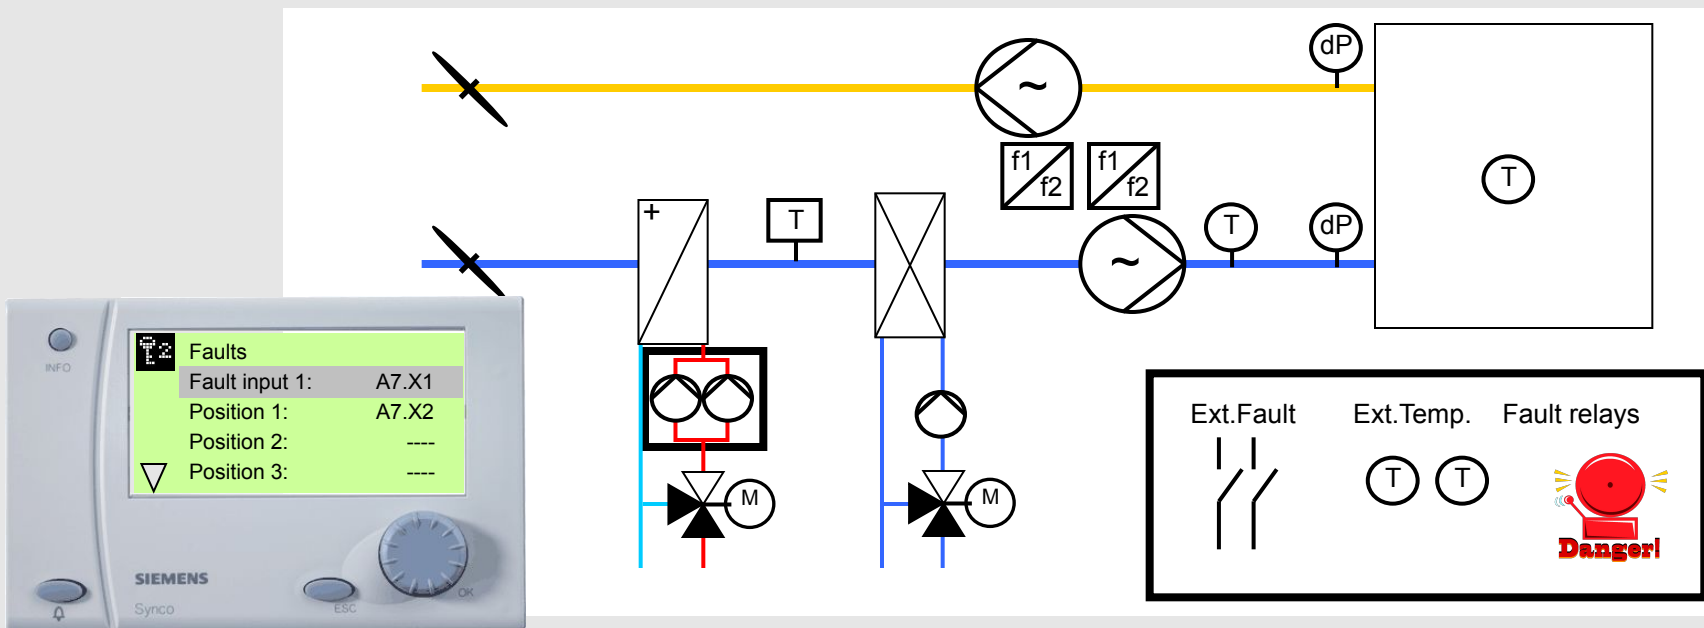 dP
~
f1
f2
f1
f2
T
+
T
T
dP
~
INFO
2
Faults
Fault input 1: A7.X1
Position 1: A7.X2
Position 2: ----
Position 3: ----
SIEMENS
Synco
ESC
OK
M
M
Ext.Fault Ext.Temp. Fault relays
T
T
Danger!